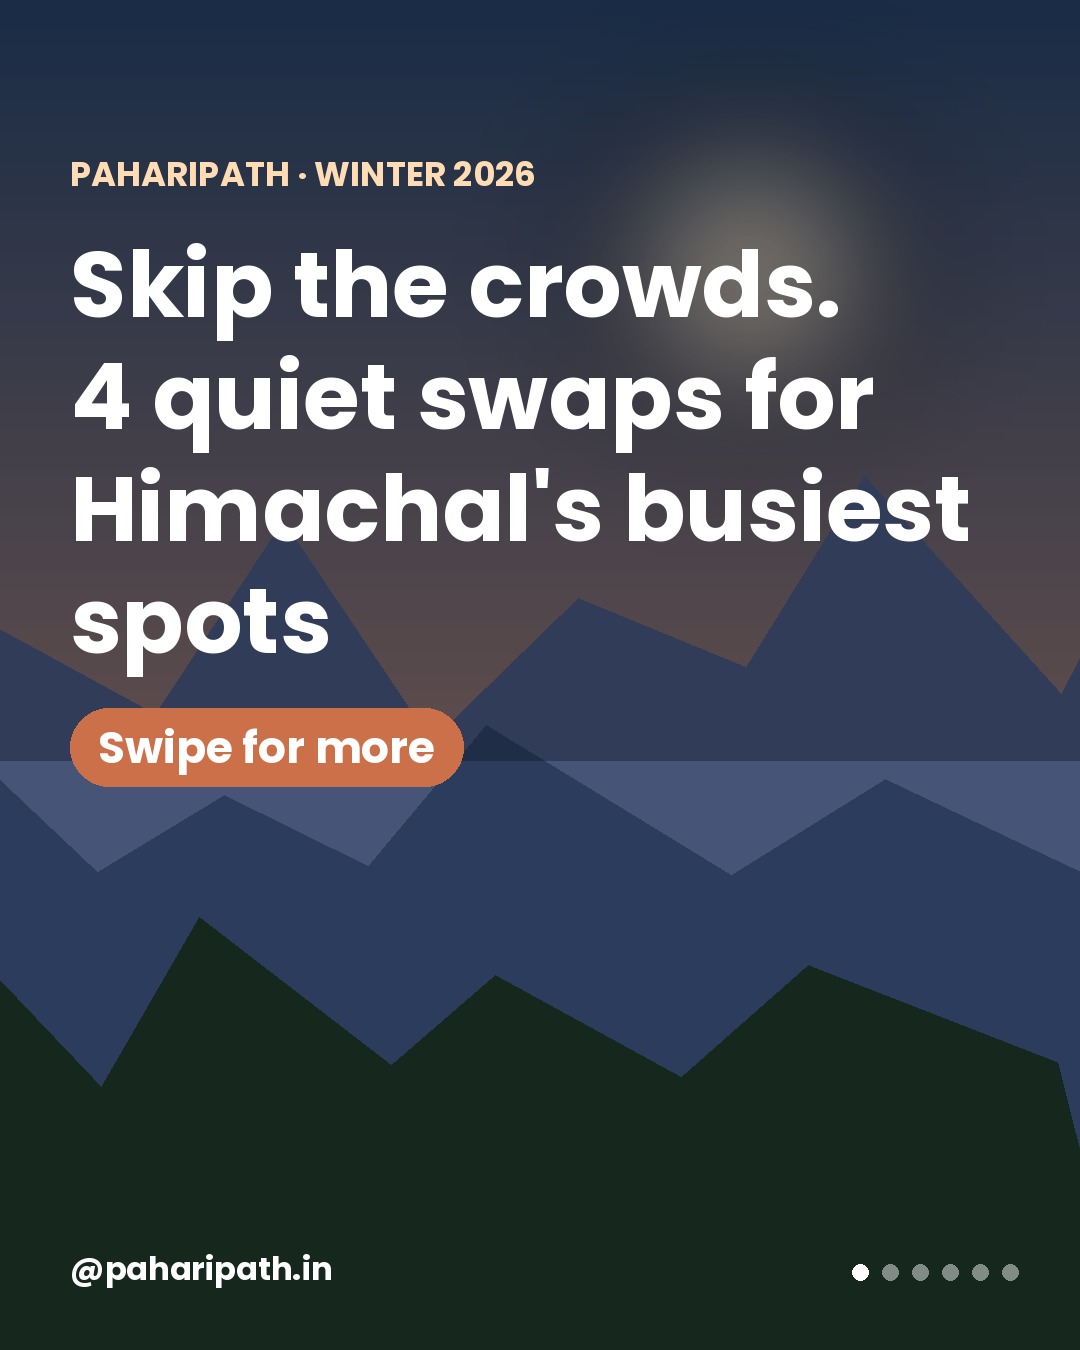 PAHARIPATH · WINTER 2026
Skip the crowds.
4 quiet swaps for
Himachal's busiest
spots
Swipe for more
@paharipath.in